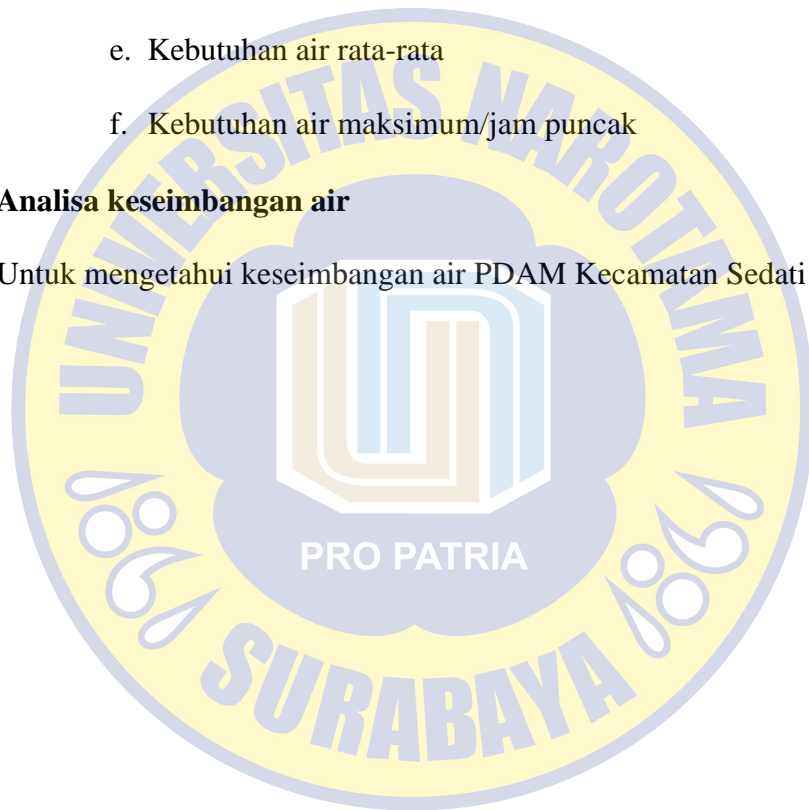 e. Kebutuhan air rata-rata
f. Kebutuhan air maksimum/jam puncak
Analisa keseimbangan air
Untuk mengetahui keseimbangan air PDAM Kecamatan Sedati
UNIVERSITAS NAROTAMA
PRO PATRIA
SURABAYA